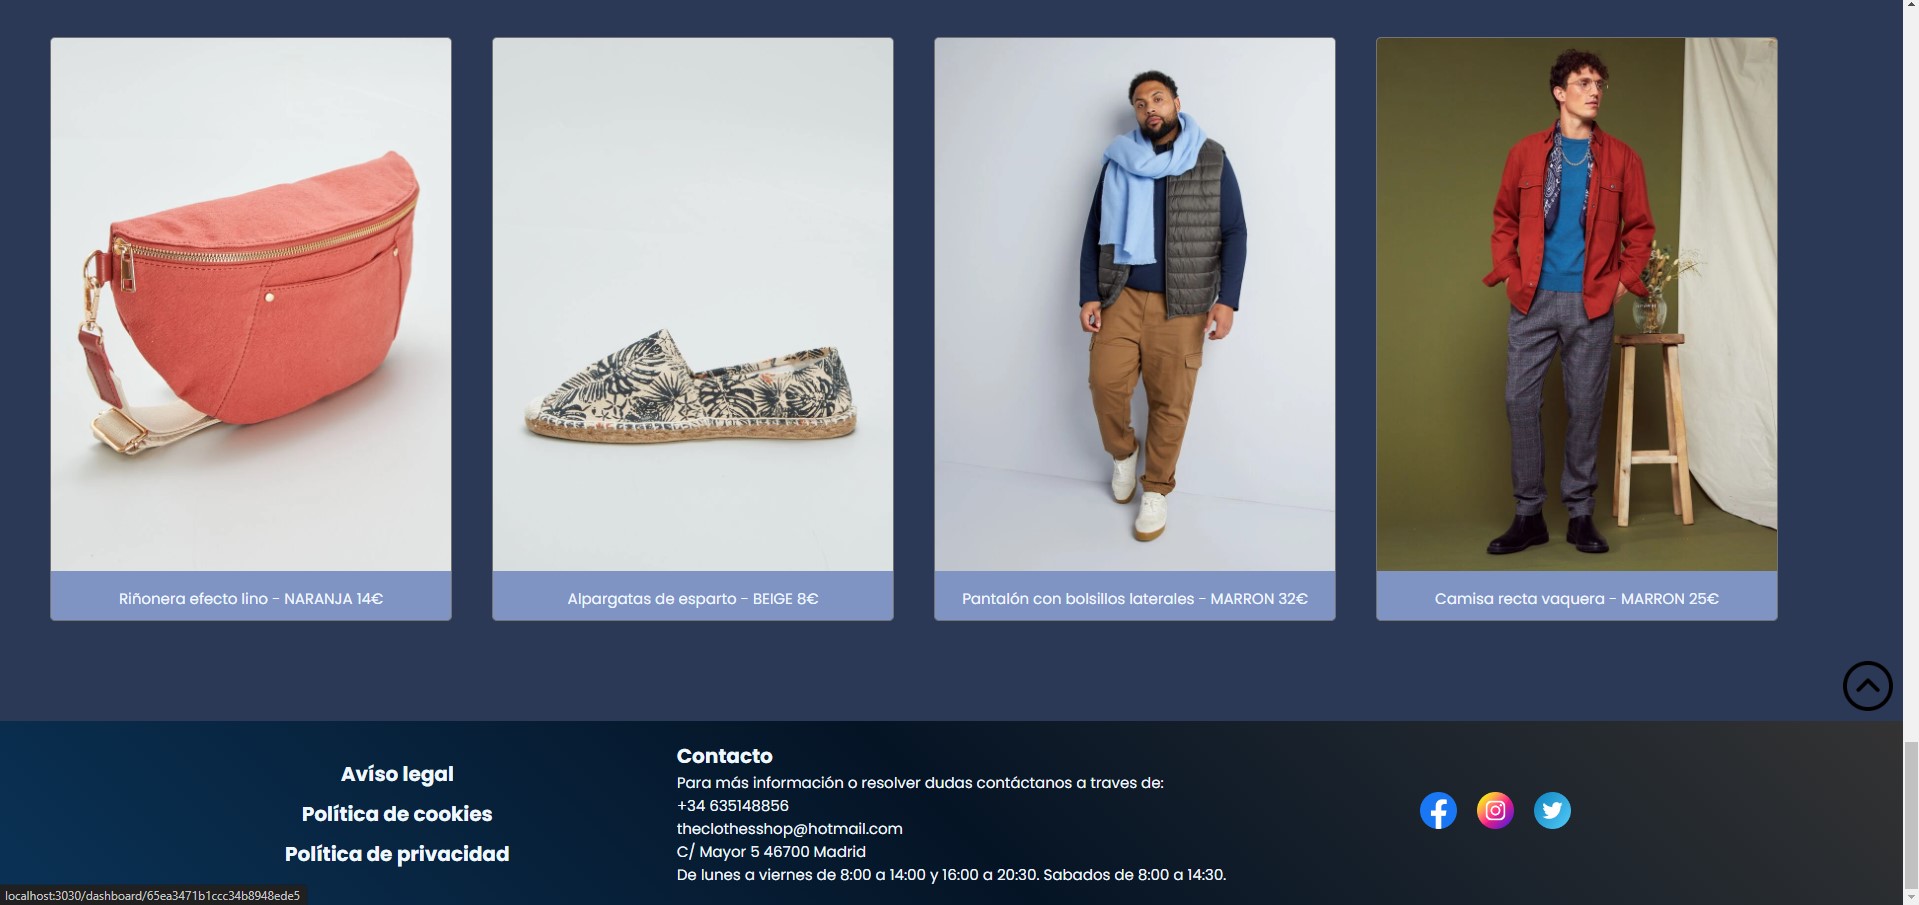 Riñonera efecto lino - NARANJA 14€
Alpargatas de esparto - BEIGE 8€
Pantalón con bolsillos laterales - MARRON 32€
Camisa recta vaquera - MARRON 25€
Avíso legal
Política de cookies
Política de privacidad
Contacto
Para más información o resolver dudas contáctanos a traves de:
+34 635148856
theclothesshop@hotmail.com
C/ Mayor 5 46700 Madrid
De lunes a viernes de 8:00 a 14:00 y 16:00 a 20:30. Sabados de 8:00 a 14:30.
localhost:3030/dashboard/65ea3471b1ccc34b8948ede5